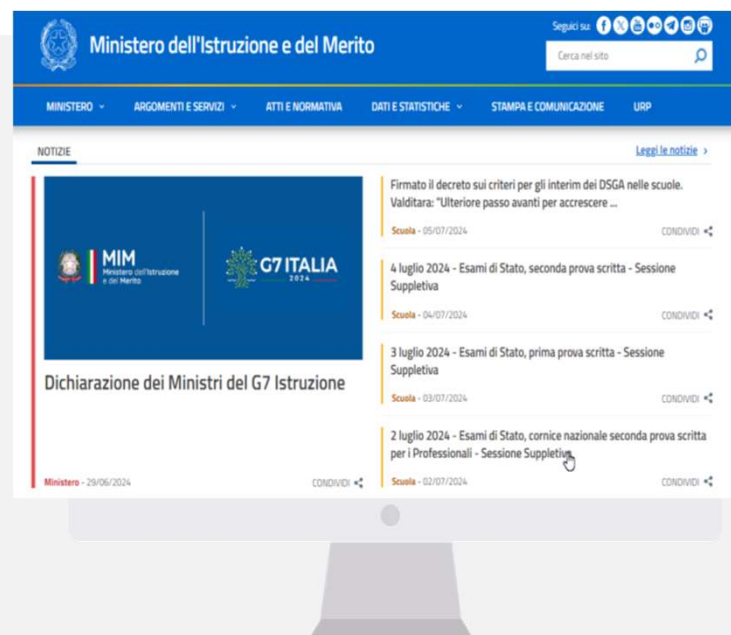 Seguici su:
Ministero dell'Istruzione e del Merito
Cerca nel sito
MINISTERO
ARGOMENTI E SERVIZI
ATTI E NORMATIVA
DATI E STATISTICHE
STAMPA E COMUNICAZIONE
URP
NOTIZIE
Leggi le notizie
MIM
Ministero dell'Istruzione
e del Merito
G7 ITALIA
2024
Dichiarazione dei Ministri del G7 Istruzione
Ministero - 29/06/2024
CONDIVIDI
Firmato il decreto sui criteri per gli interim dei DSGA nelle scuole.
Valditara: "Ulteriore passo avanti per accrescere ...
Scuola - 05/07/2024
CONDIVIDI
4 luglio 2024 - Esami di Stato, seconda prova scritta - Sessione
Suppletiva
Scuola - 04/07/2024
CONDIVIDI
3 luglio 2024 - Esami di Stato, prima prova scritta - Sessione
Suppletiva
Scuola - 03/07/2024
CONDIVIDI
2 luglio 2024 - Esami di Stato, cornice nazionale seconda prova scritta
per i Professionali - Sessione Suppletiva
Scuola - 02/07/2024
CONDIVIDI